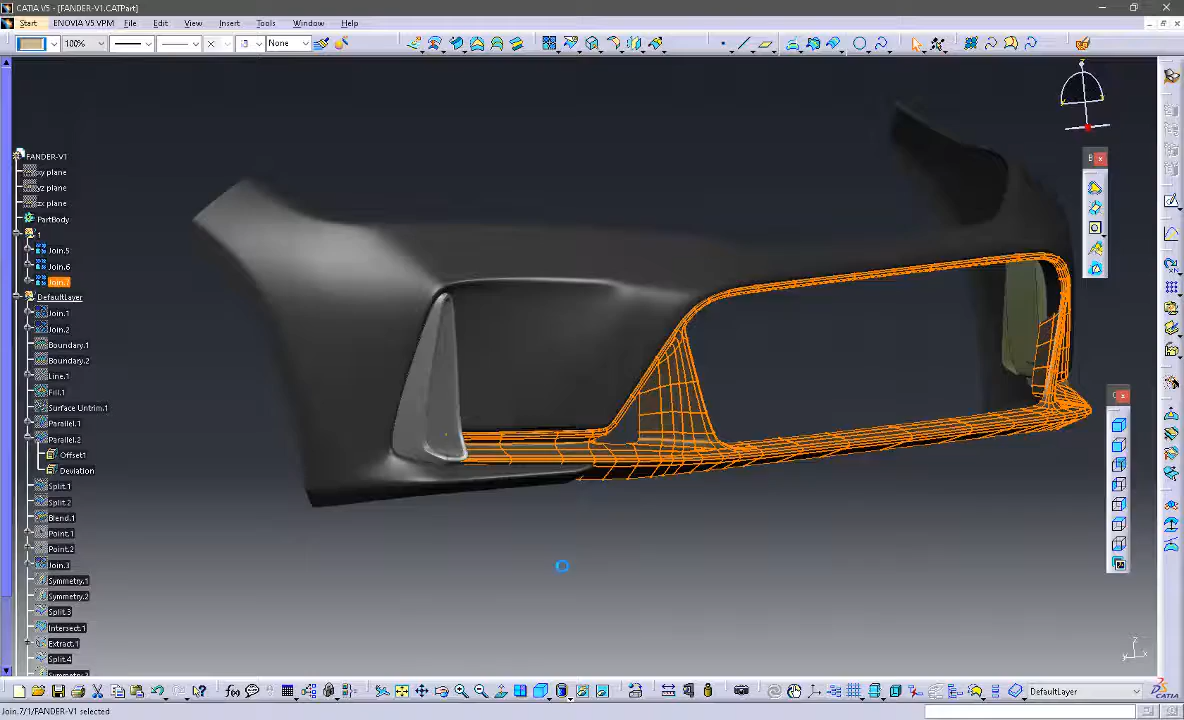 CATIA V5 - [FANDER-V1.CATPart]
Start ENOVIA V5 VPM File Edit View Insert Tools Window Help
100% None
FANDER-V1
xy plane
yz plane
zx plane
PartBody
1
Join.5
Join.6
Join.7
DefaultLayer
Join.1
Join.2
Boundary.1
Boundary.2
Line.1
Fill.1
Surface Untrim.1
Parallel.1
Parallel.2
Offset1
Deviation
Split.1
Split.2
Blend.1
Point.1
Point.2
Join.3
Symmetry.1
Symmetry.2
Split.3
Intersect.1
Extract.1
Split.4
DefaultLayer
CATIA
Join.7/1/FANDER-V1 selected